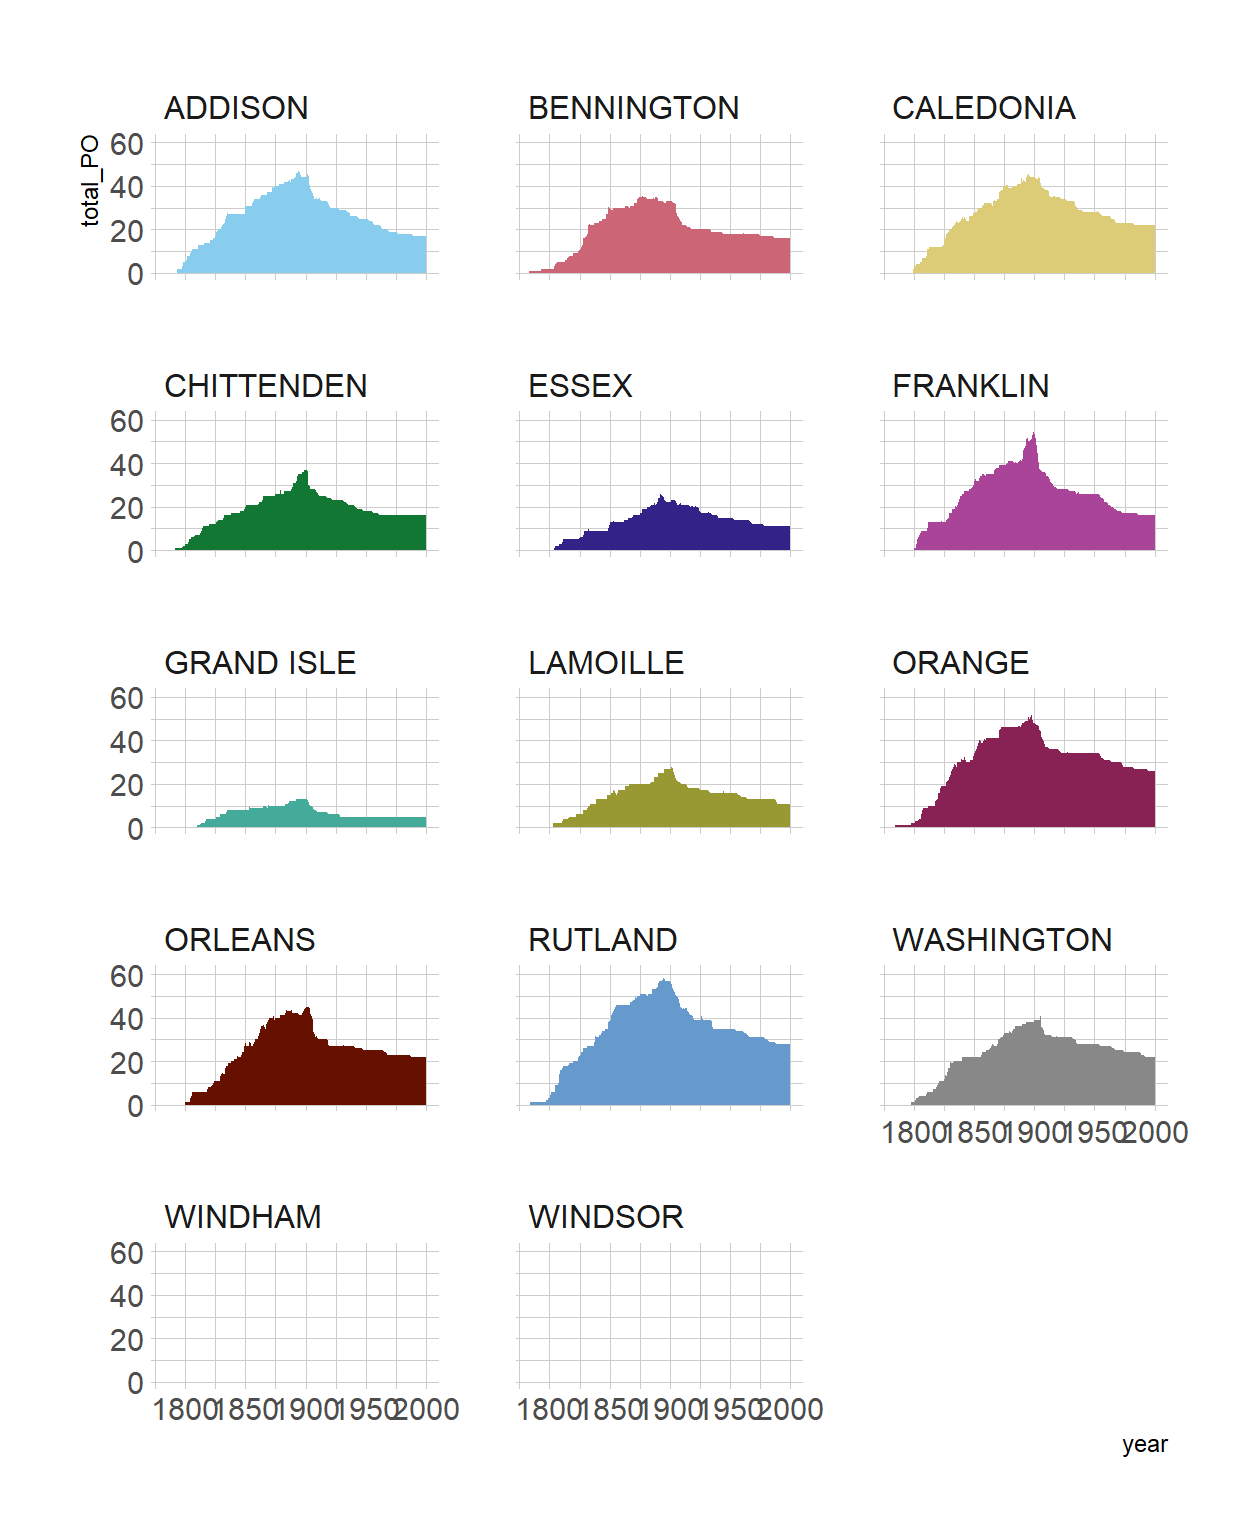 ADDISON BENNINGTON CALEDONIA
total_PO
60
40
20
0
CHITTENDEN ESSEX FRANKLIN
60
40
20
0
GRAND ISLE LAMOILLE ORANGE
60
40
20
0
ORLEANS RUTLAND WASHINGTON
60
40
20
0
1800 1850 1900 1950 2000
WINDHAM WINDSOR
60
40
20
0
1800 1850 1900 1950 2000 1800 1850 1900 1950 2000
year